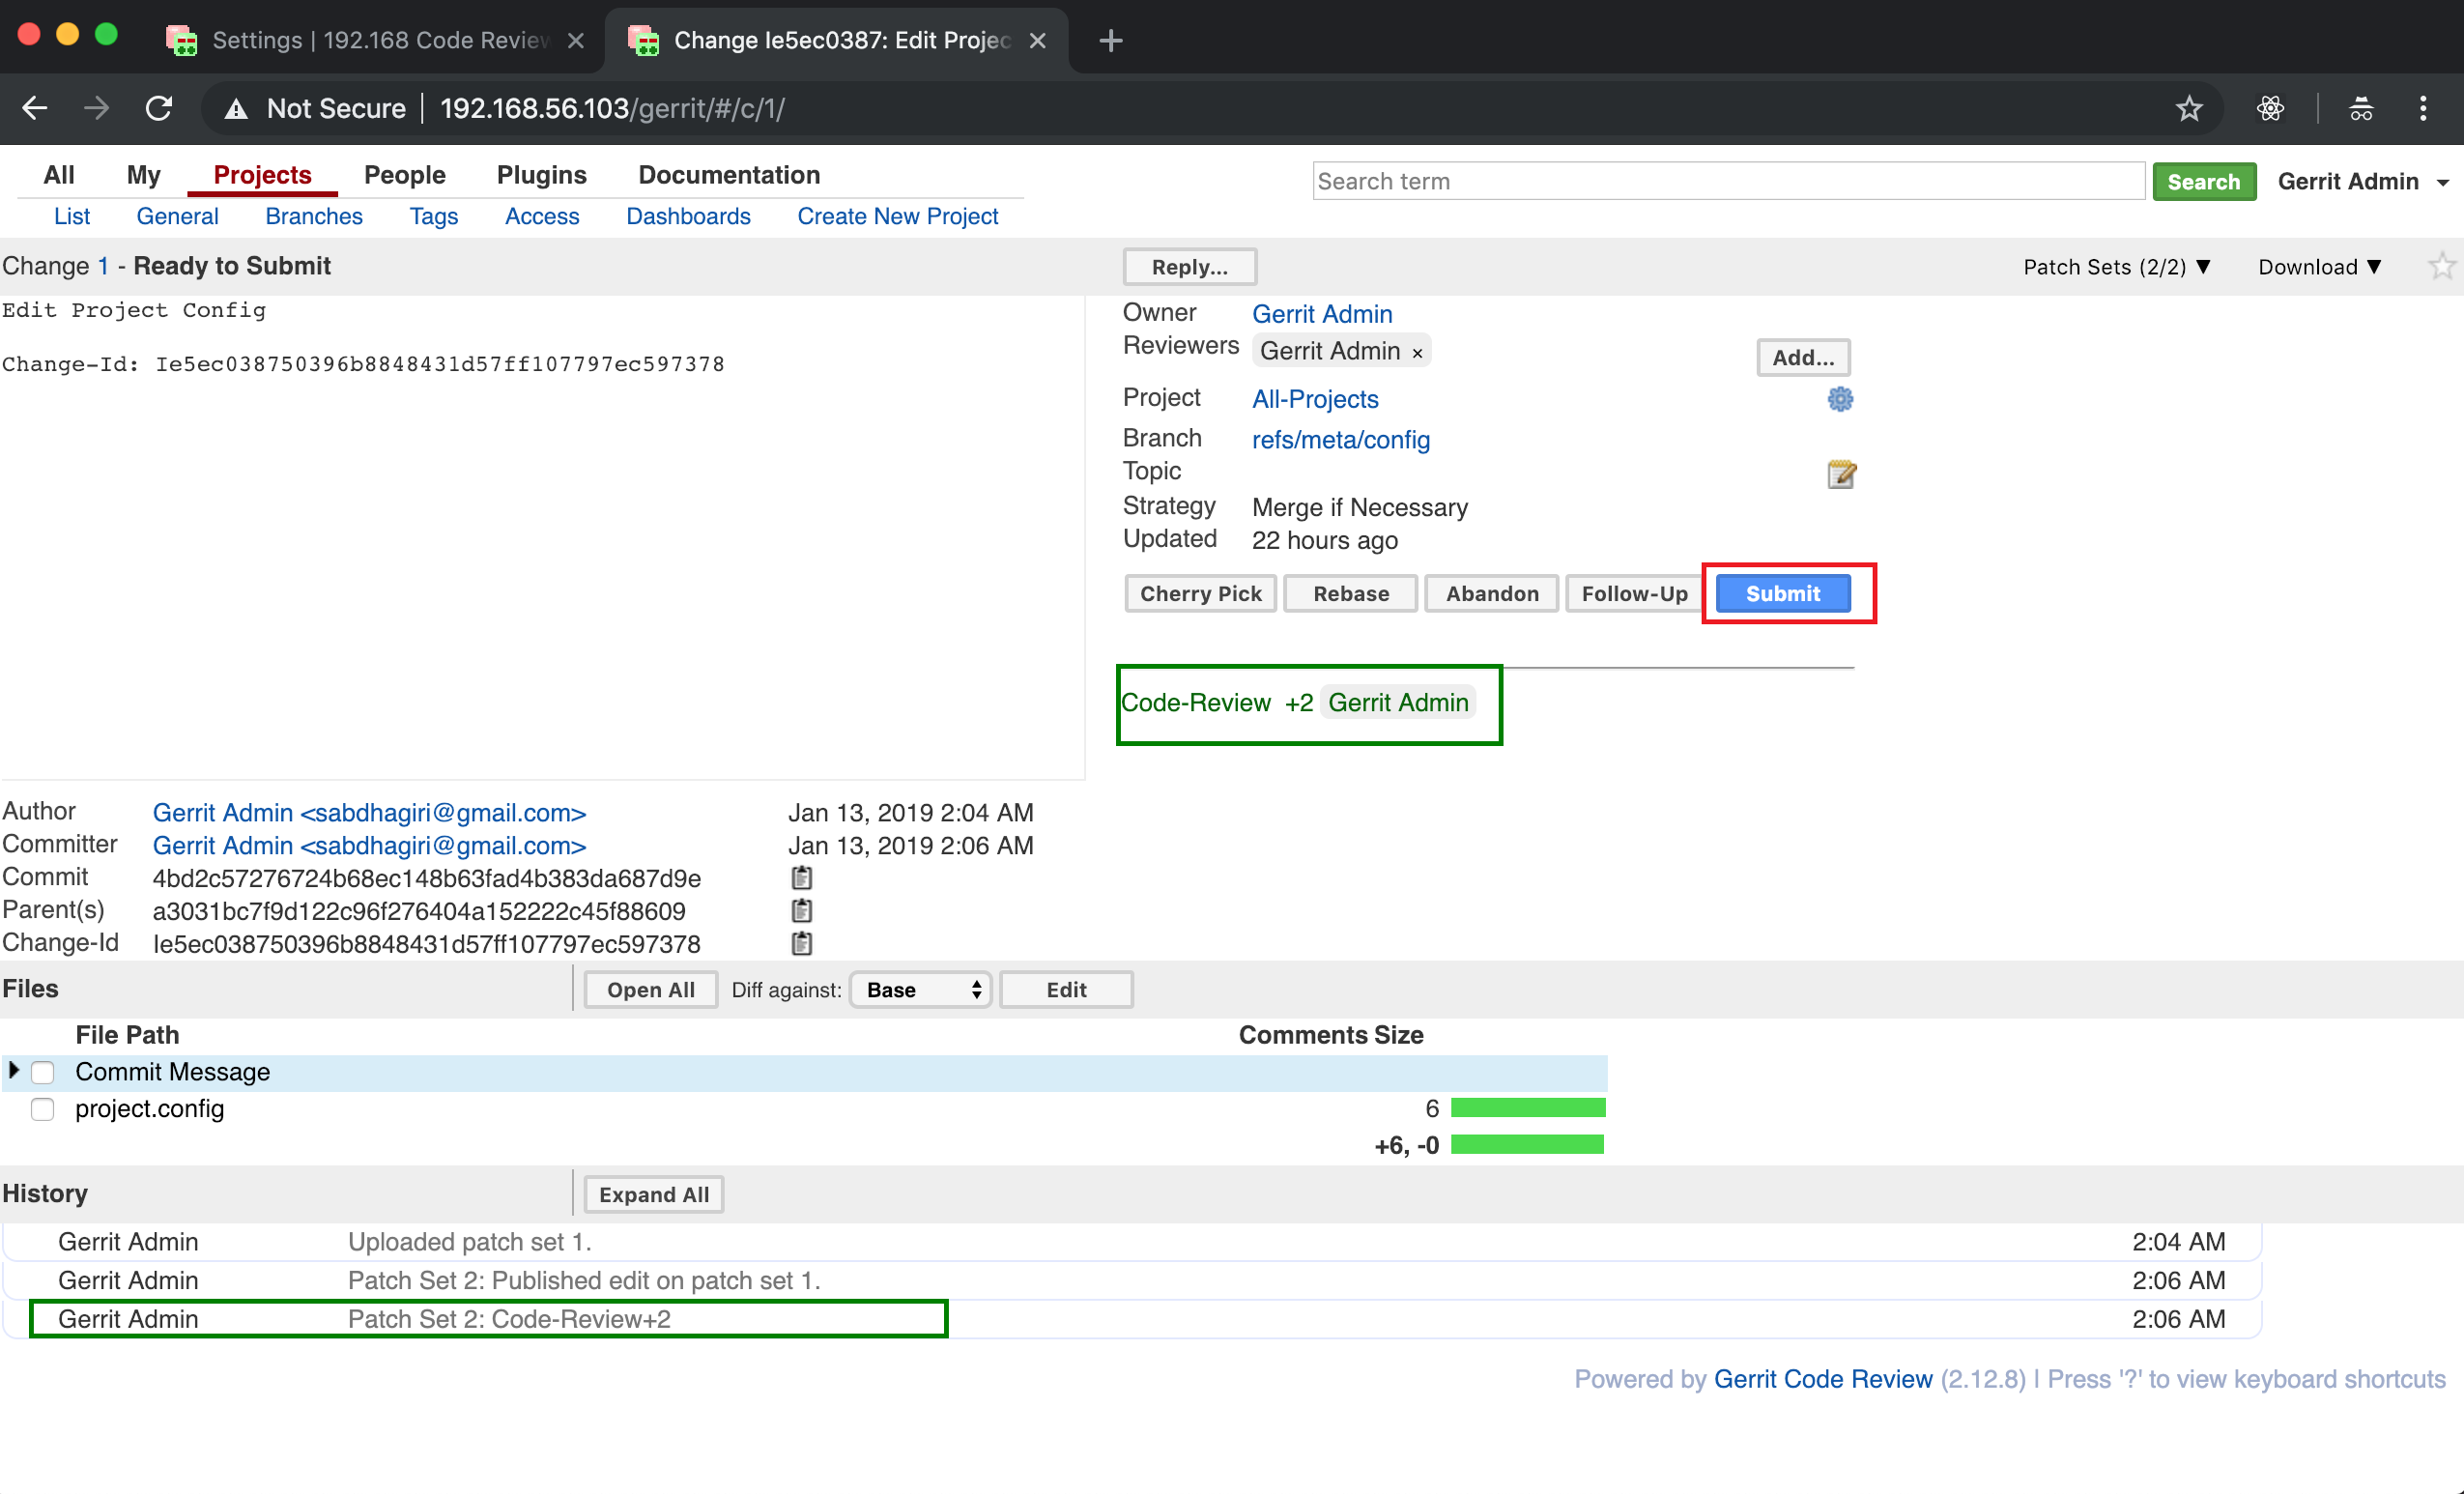 Settings | 192.168 Code Review
Change Ie5ec0387: Edit Projec
Not Secure | 192.168.56.103/gerrit/#/c/1/
All My Projects People Plugins Documentation
Search term Search Gerrit Admin
List General Branches Tags Access Dashboards Create New Project
Change 1 - Ready to Submit Reply... Patch Sets (2/2) ▼ Download ▼
Edit Project Config
Change-Id: Ie5ec038750396b8848431d57ff107797ec597378
Owner Gerrit Admin
Reviewers Gerrit Admin × Add...
Project All-Projects
Branch refs/meta/config
Topic
Strategy Merge if Necessary
Updated 22 hours ago
Cherry Pick Rebase Abandon Follow-Up Submit
Code-Review +2 Gerrit Admin
Author Gerrit Admin <sabdhagiri@gmail.com> Jan 13, 2019 2:04 AM
Committer Gerrit Admin <sabdhagiri@gmail.com> Jan 13, 2019 2:06 AM
Commit 4bd2c57276724b68ec148b63fad4b383da687d9e
Parent(s) a3031bc7f9d122c96f276404a152222c45f88609
Change-Id Ie5ec038750396b8848431d57ff107797ec597378
Files Open All Diff against: Base Edit
File Path Comments Size
Commit Message
project.config 6
+6, -0
History Expand All
Gerrit Admin Uploaded patch set 1. 2:04 AM
Gerrit Admin Patch Set 2: Published edit on patch set 1. 2:06 AM
Gerrit Admin Patch Set 2: Code-Review+2 2:06 AM
Powered by Gerrit Code Review (2.12.8) | Press '?' to view keyboard shortcuts